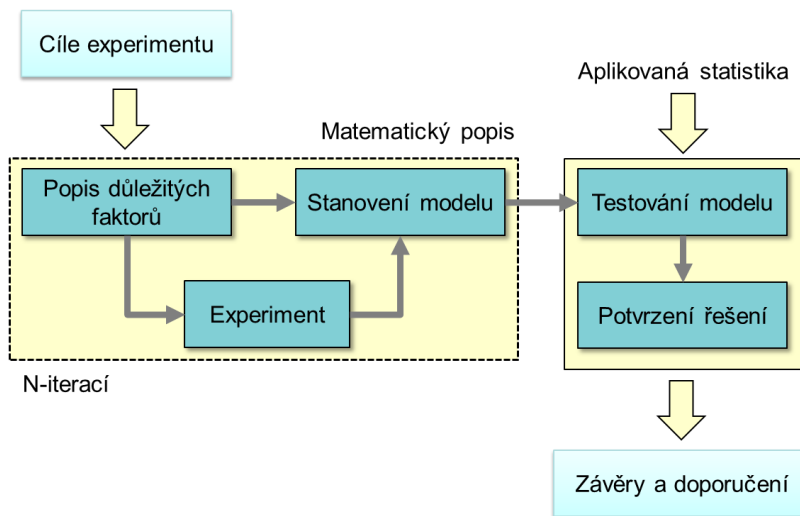 Cíle experimentu
Aplikovaná statistika
Matematický popis
Popis důležitých
faktorů
Stanovení modelu
Testování modelu
Experiment
Potvrzení řešení
N-iterací
Závěry a doporučení